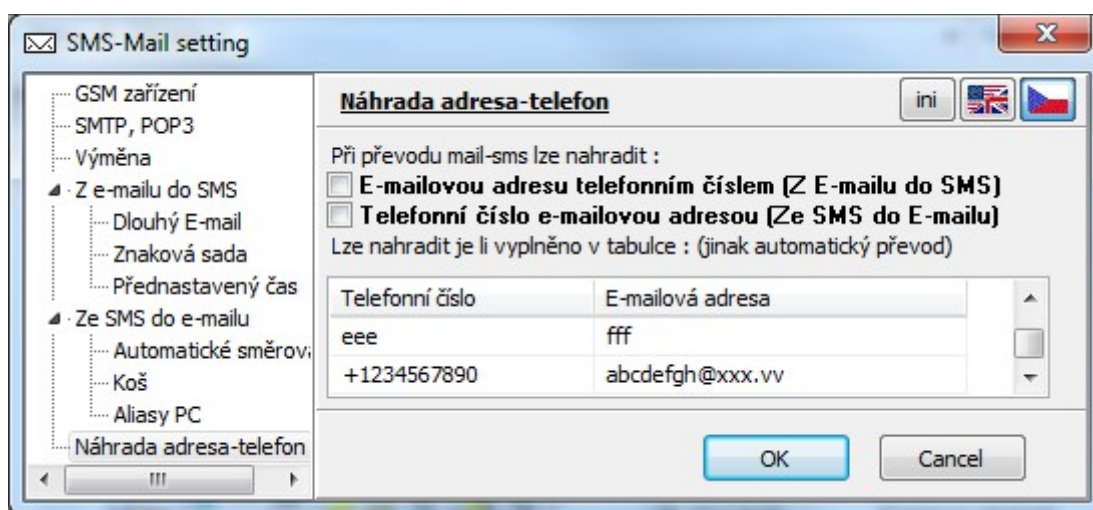 SMS-Mail setting
GSM zařízení
SMTP, POP3
Výměna
Z e-mailu do SMS
Dlouhý E-mail
Znaková sada
Přednastavený čas
Ze SMS do e-mailu
Automatické směrov
Koš
Aliasy PC
Náhrada adresa-telefon
Náhrada adresa-telefon
ini
Při převodu mail-sms lze nahradit :
E-mailovou adresu telefonním číslem (Z E-mailu do SMS)
Telefonní číslo e-mailovou adresou (Ze SMS do E-mailu)
Lze nahradit je li vyplněno v tabulce : (jinak automatický převod)
Telefonní číslo E-mailová adresa
eee fff
+1234567890 abcdefgh@xxx.vv
OK Cancel